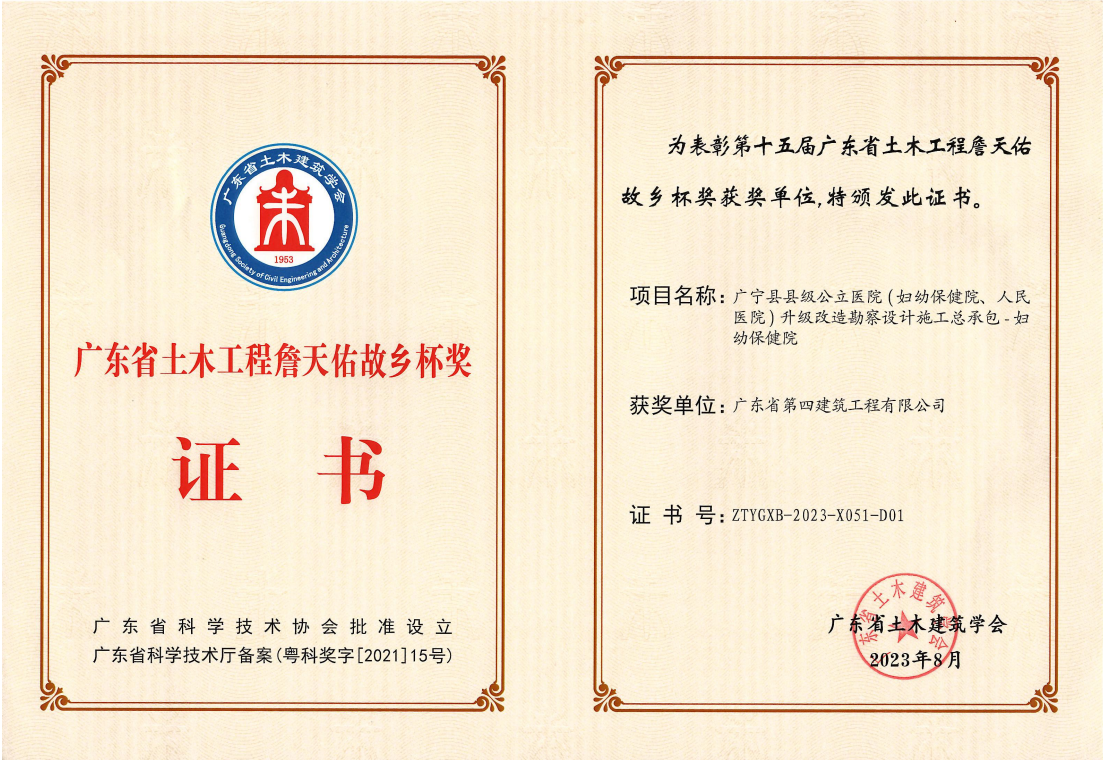 广东省土木建筑学会
1953
Guangdong Society of Civil Engineering and Architecture
广东省土木工程詹天佑故乡杯奖
证 书
广东省科学技术协会批准设立
广东省科学技术厅备案(粤科奖字[2021]15号)
为表彰第十五届广东省土木工程詹天佑
故乡杯奖获奖单位,特颁发此证书。
项目名称:广宁县县级公立医院(妇幼保健院、人民
医院)升级改造勘察设计施工总承包-妇
幼保健院
获奖单位:广东省第四建筑工程有限公司
证 书 号:ZTYGXB-2023-X051-D01
广东省土木建筑学会
2023年8月
广东省土木建筑学会